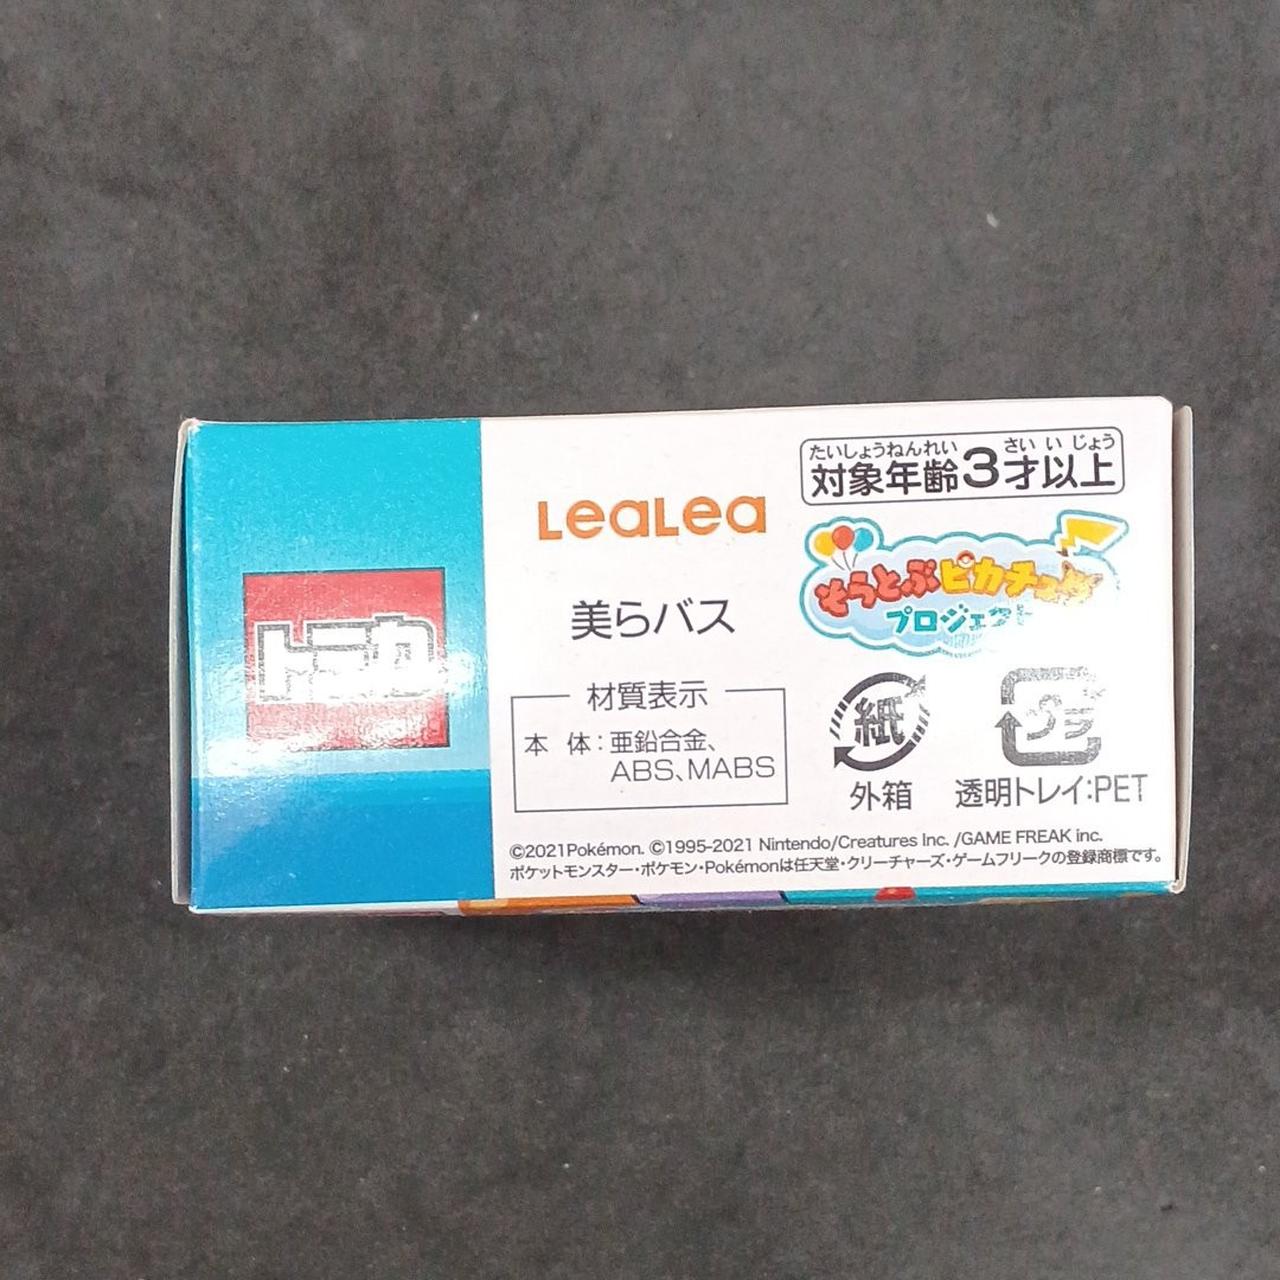 トミカ
LeaLea
美らバス
材質表示
本 体：亜鉛合金、
ABS、MABS
たいしょうねんれい さい い じょう
対象年齢3才以上
そらとぶピカチュウ
プロジェクト
紙
外箱
プラ
透明トレイ：PET
©2021Pokémon. ©1995-2021 Nintendo/Creatures Inc. /GAME FREAK inc.
ポケットモンスター・ポケモン・Pokémonは任天堂・クリーチャーズ・ゲームフリークの登録商標です。